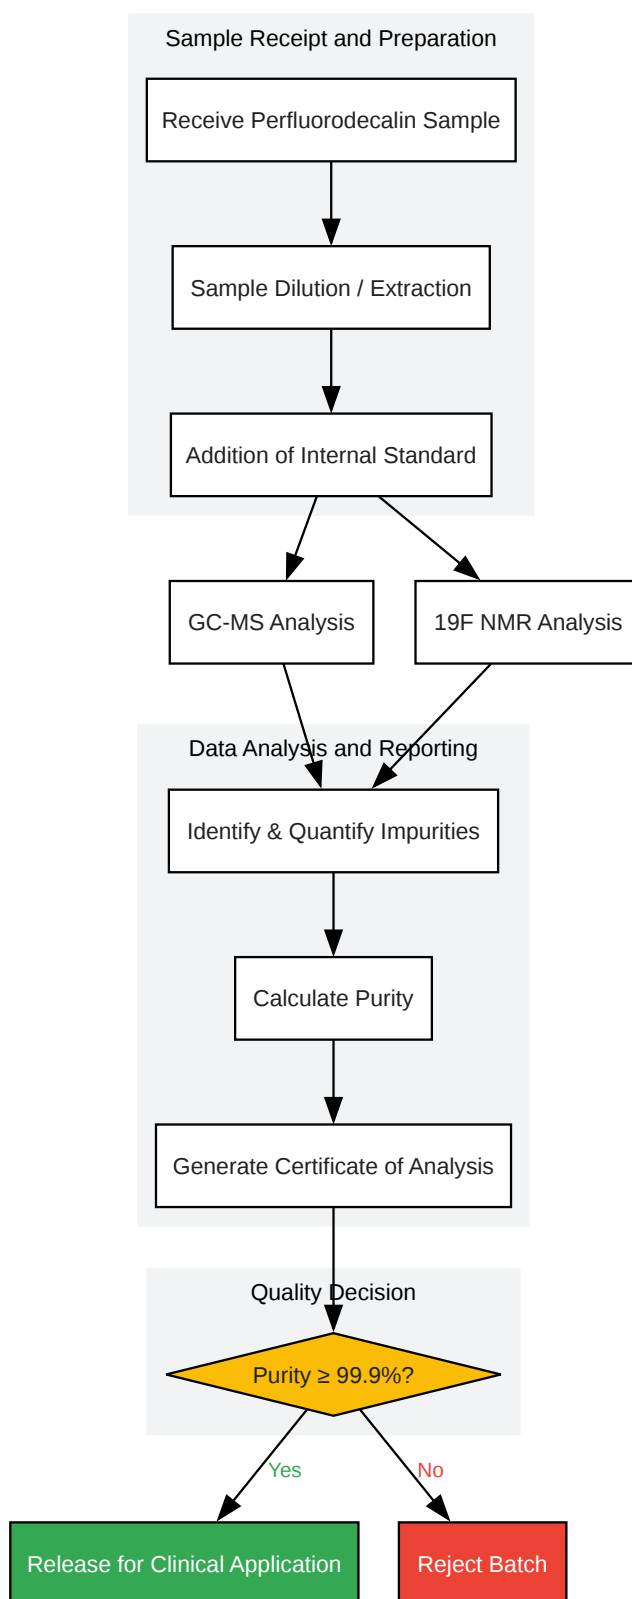 Sample Receipt and Preparation
Receive Perfluorodecalin Sample
Sample Dilution / Extraction
Addition of Internal Standard
GC-MS Analysis
19F NMR Analysis
Data Analysis and Reporting
Identify & Quantify Impurities
Calculate Purity
Generate Certificate of Analysis
Quality Decision
Purity ≥ 99.9%?
Yes
No
Release for Clinical Application
Reject Batch